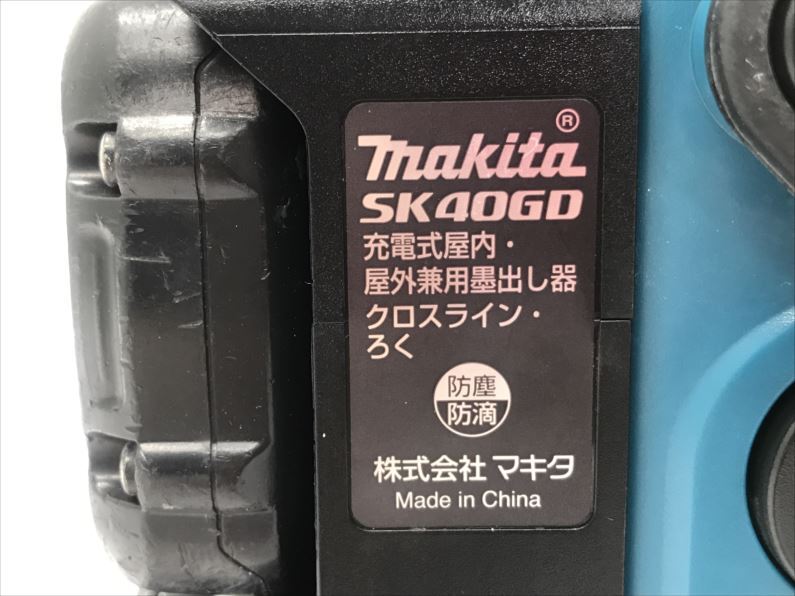 makita®
SK40GD
充電式屋内・
屋外兼用墨出し器
クロスライン・
ろく
防塵
防滴
株式会社 マキタ
Made in China